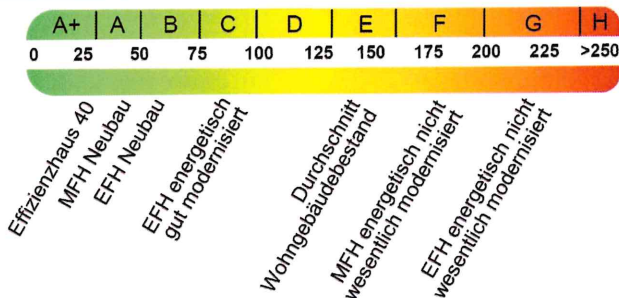 A+ A B C D E F G H
0 25 50 75 100 125 150 175 200 225 >250
Effizienzhaus 40
MFH Neubau
EFH Neubau
EFH energetisch
gut modernisiert
Durchschnitt
Wohngebäudebestand
MFH energetisch nicht
wesentlich modernisiert
EFH energetisch nicht
wesentlich modernisiert